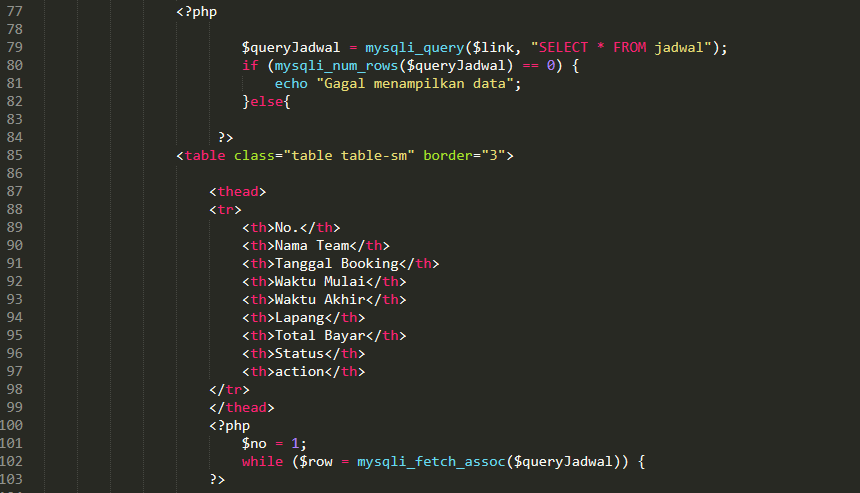 77 <?php
78
79 $queryJadwal = mysqli_query($link, "SELECT * FROM jadwal");
80 if (mysqli_num_rows($queryJadwal) == 0) {
81 echo "Gagal menampilkan data";
82 }else{
83
84 ?>
85 <table class="table table-sm" border="3">
86
87 <thead>
88 <tr>
89 <th>No.</th>
90 <th>Nama Team</th>
91 <th>Tanggal Booking</th>
92 <th>Waktu Mulai</th>
93 <th>Waktu Akhir</th>
94 <th>Lapang</th>
95 <th>Total Bayar</th>
96 <th>Status</th>
97 <th>action</th>
98 </tr>
99 </thead>
100 <?php
101 $no = 1;
102 while ($row = mysqli_fetch_assoc($queryJadwal)) {
103 ?>